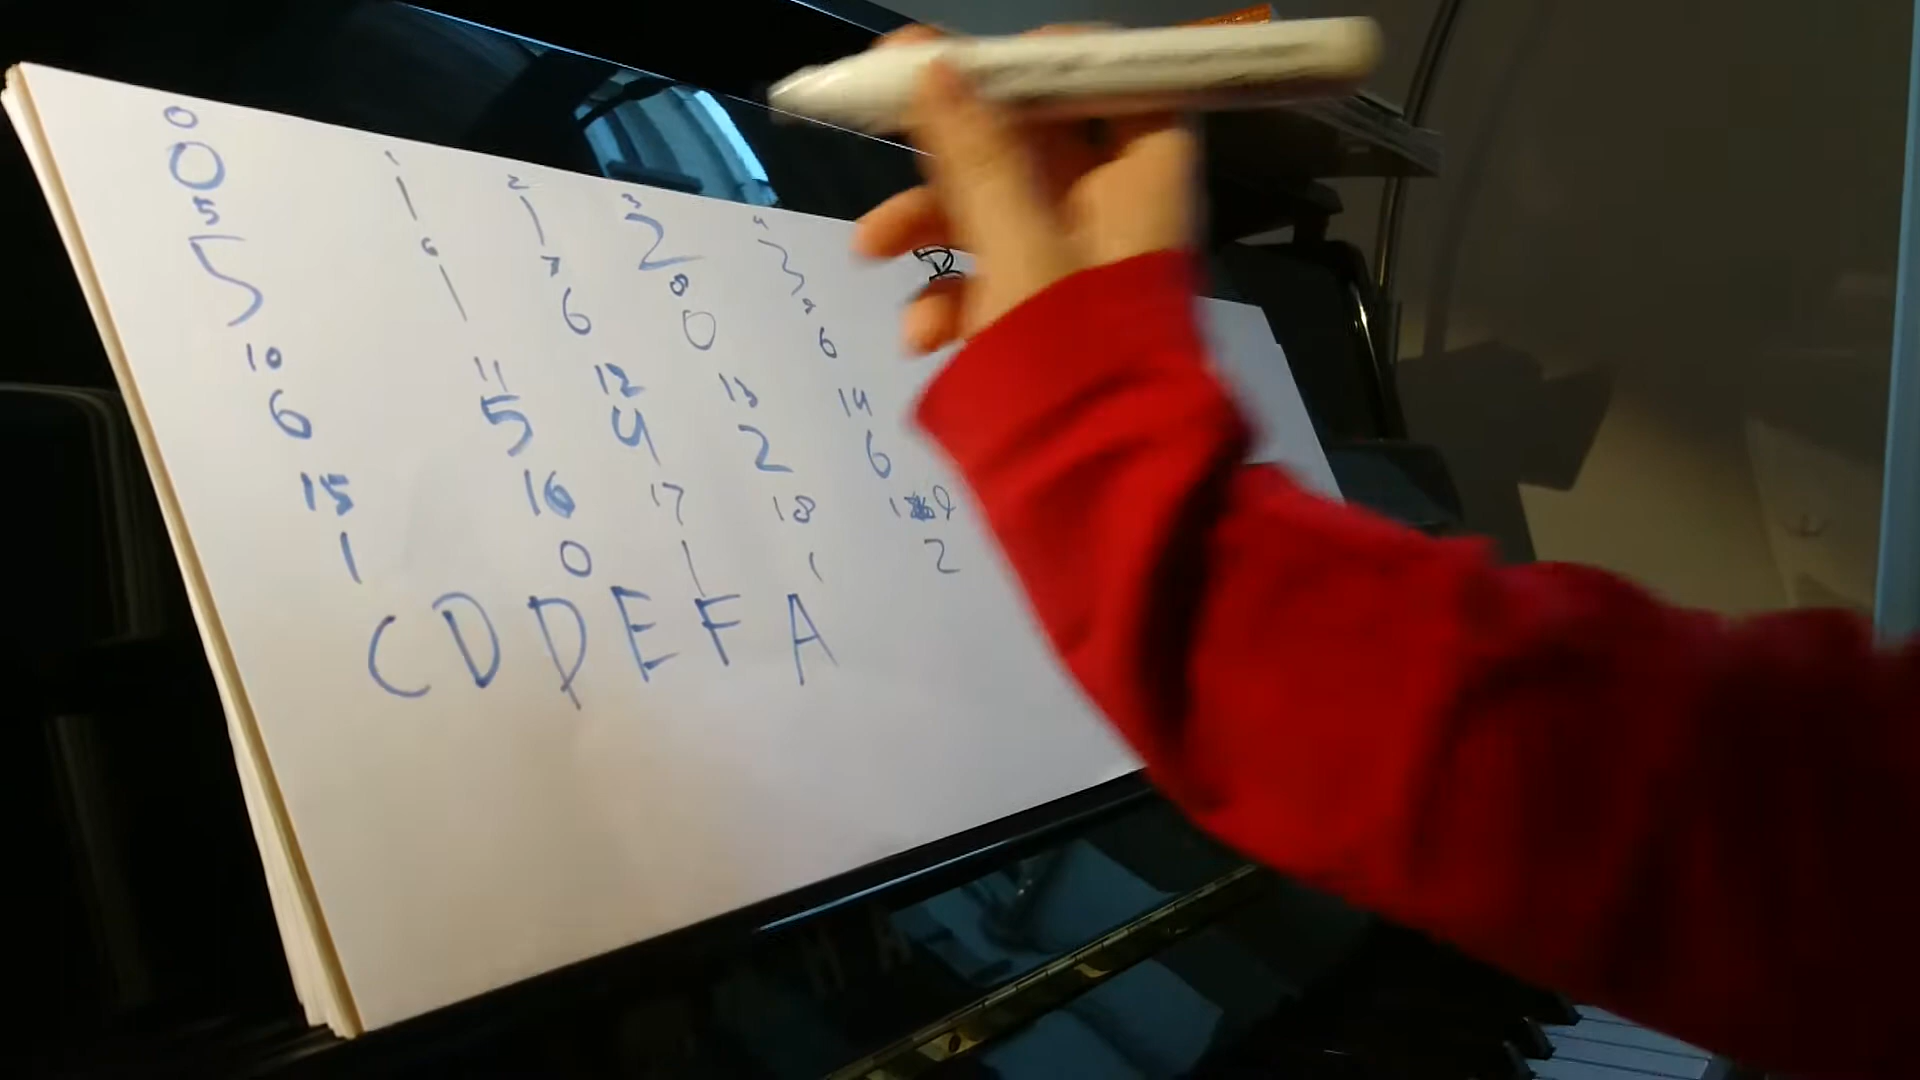 0 1 2 3 4
0 1 1 2 3
5 6 7 8 9
5 1 6 0 6
10 11 12 13 14
6 5 4 2 6
15 16 17 18 19
1 0 1 1 2
C D D E F A